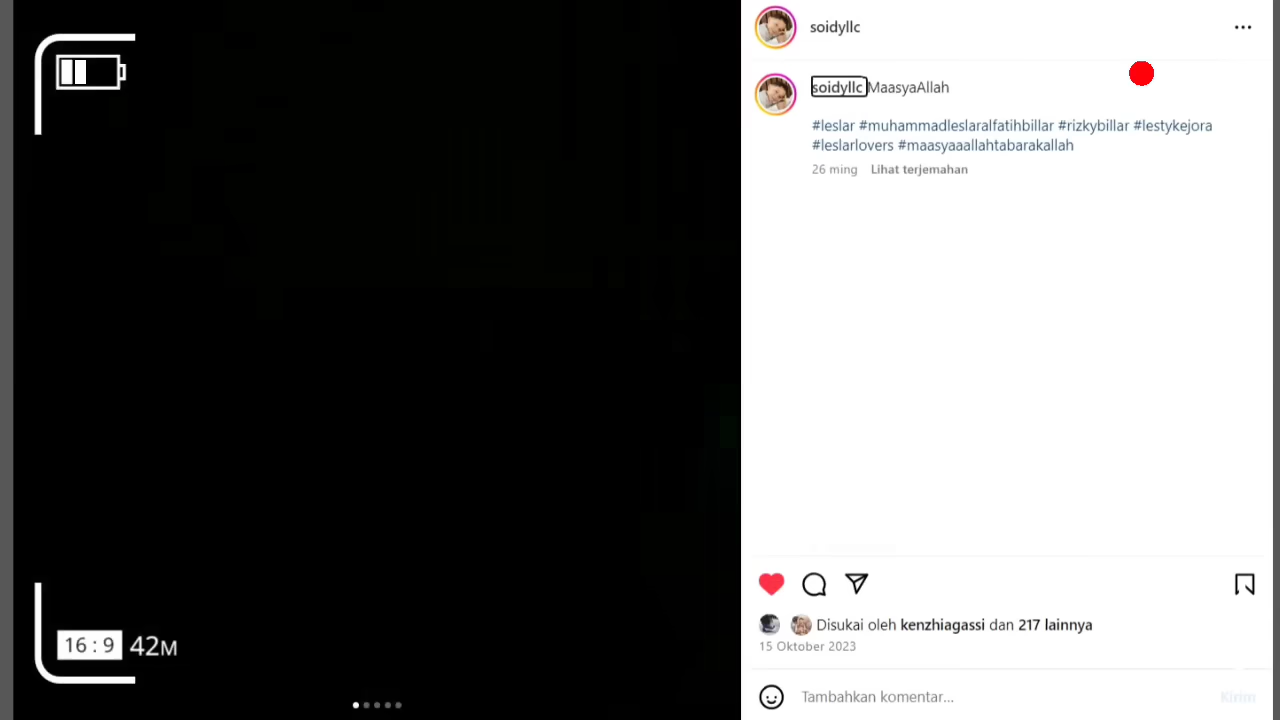 soidyllc
soidyllc MaasyaAllah
#leslar #muhammadleslaralfatihbillar #rizkybillar #lestykejora
#leslarlovers #maasyaaallahtabarakallah
26 ming Lihat terjemahan
Disukai oleh kenzhiagassi dan 217 lainnya
15 Oktober 2023
Tambahkan komentar...
Kirim
16 : 9 42M